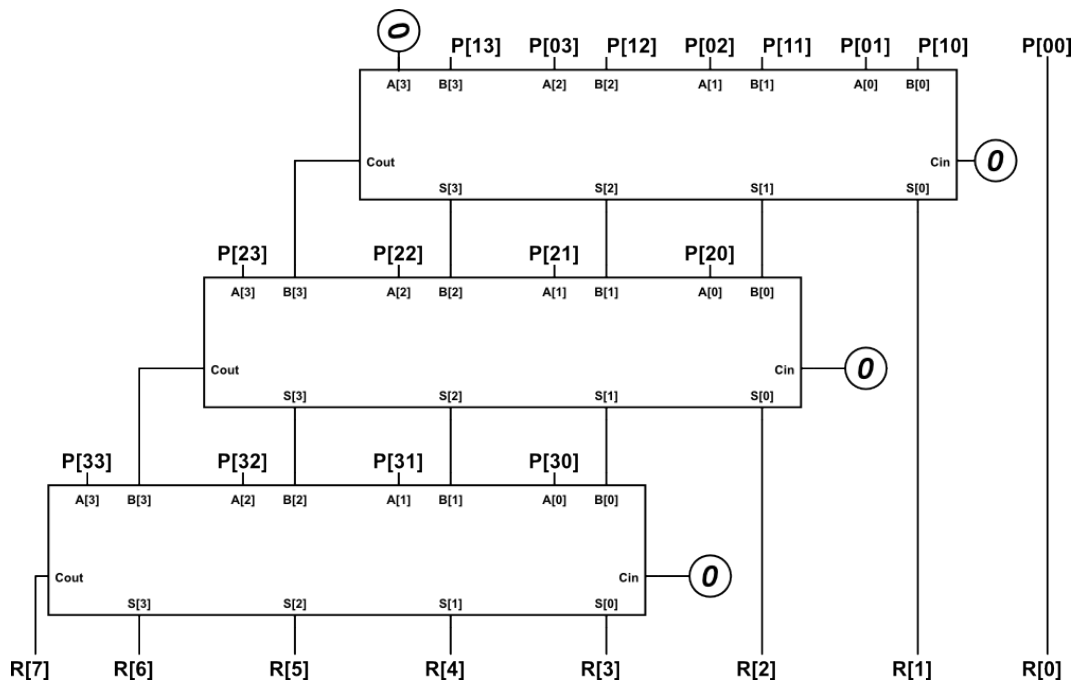 0
P[13] P[03] P[12] P[02] P[11] P[01] P[10] P[00]
A[3] B[3] A[2] B[2] A[1] B[1] A[0] B[0]
Cout Cin 0
S[3] S[2] S[1] S[0]
P[23] P[22] P[21] P[20]
A[3] B[3] A[2] B[2] A[1] B[1] A[0] B[0]
Cout Cin 0
S[3] S[2] S[1] S[0]
P[33] P[32] P[31] P[30]
A[3] B[3] A[2] B[2] A[1] B[1] A[0] B[0]
Cout Cin 0
S[3] S[2] S[1] S[0]
R[7] R[6] R[5] R[4] R[3] R[2] R[1] R[0]